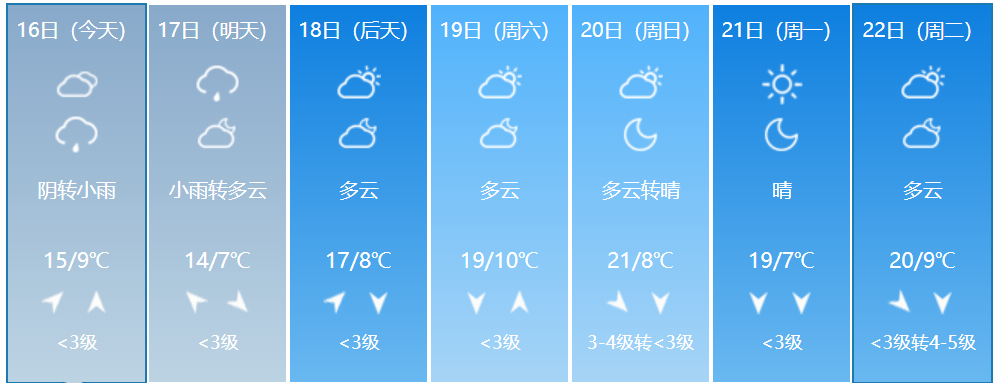 16日（今天）
阴转小雨
15/9℃
<3级
17日（明天）
小雨转多云
14/7℃
<3级
18日（后天）
多云
17/8℃
<3级
19日（周六）
多云
19/10℃
<3级
20日（周日）
多云转晴
21/8℃
3-4级转<3级
21日（周一）
晴
19/7℃
<3级
22日（周二）
多云
20/9℃
<3级转4-5级